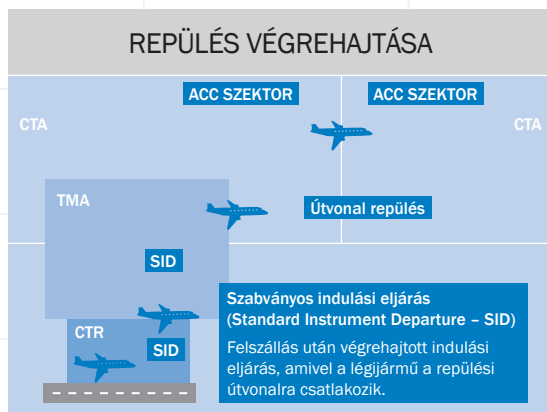 REPÜLÉS VÉGREHAJTÁSA
ACC SZEKTOR
ACC SZEKTOR
CTA
CTA
TMA
Útvonal repülés
SID
CTR
SID
Szabványos indulási eljárás
(Standard Instrument Departure – SID)
Felszállás után végrehajtott indulási
eljárás, amivel a légijármű a repülési
útvonalra csatlakozik.